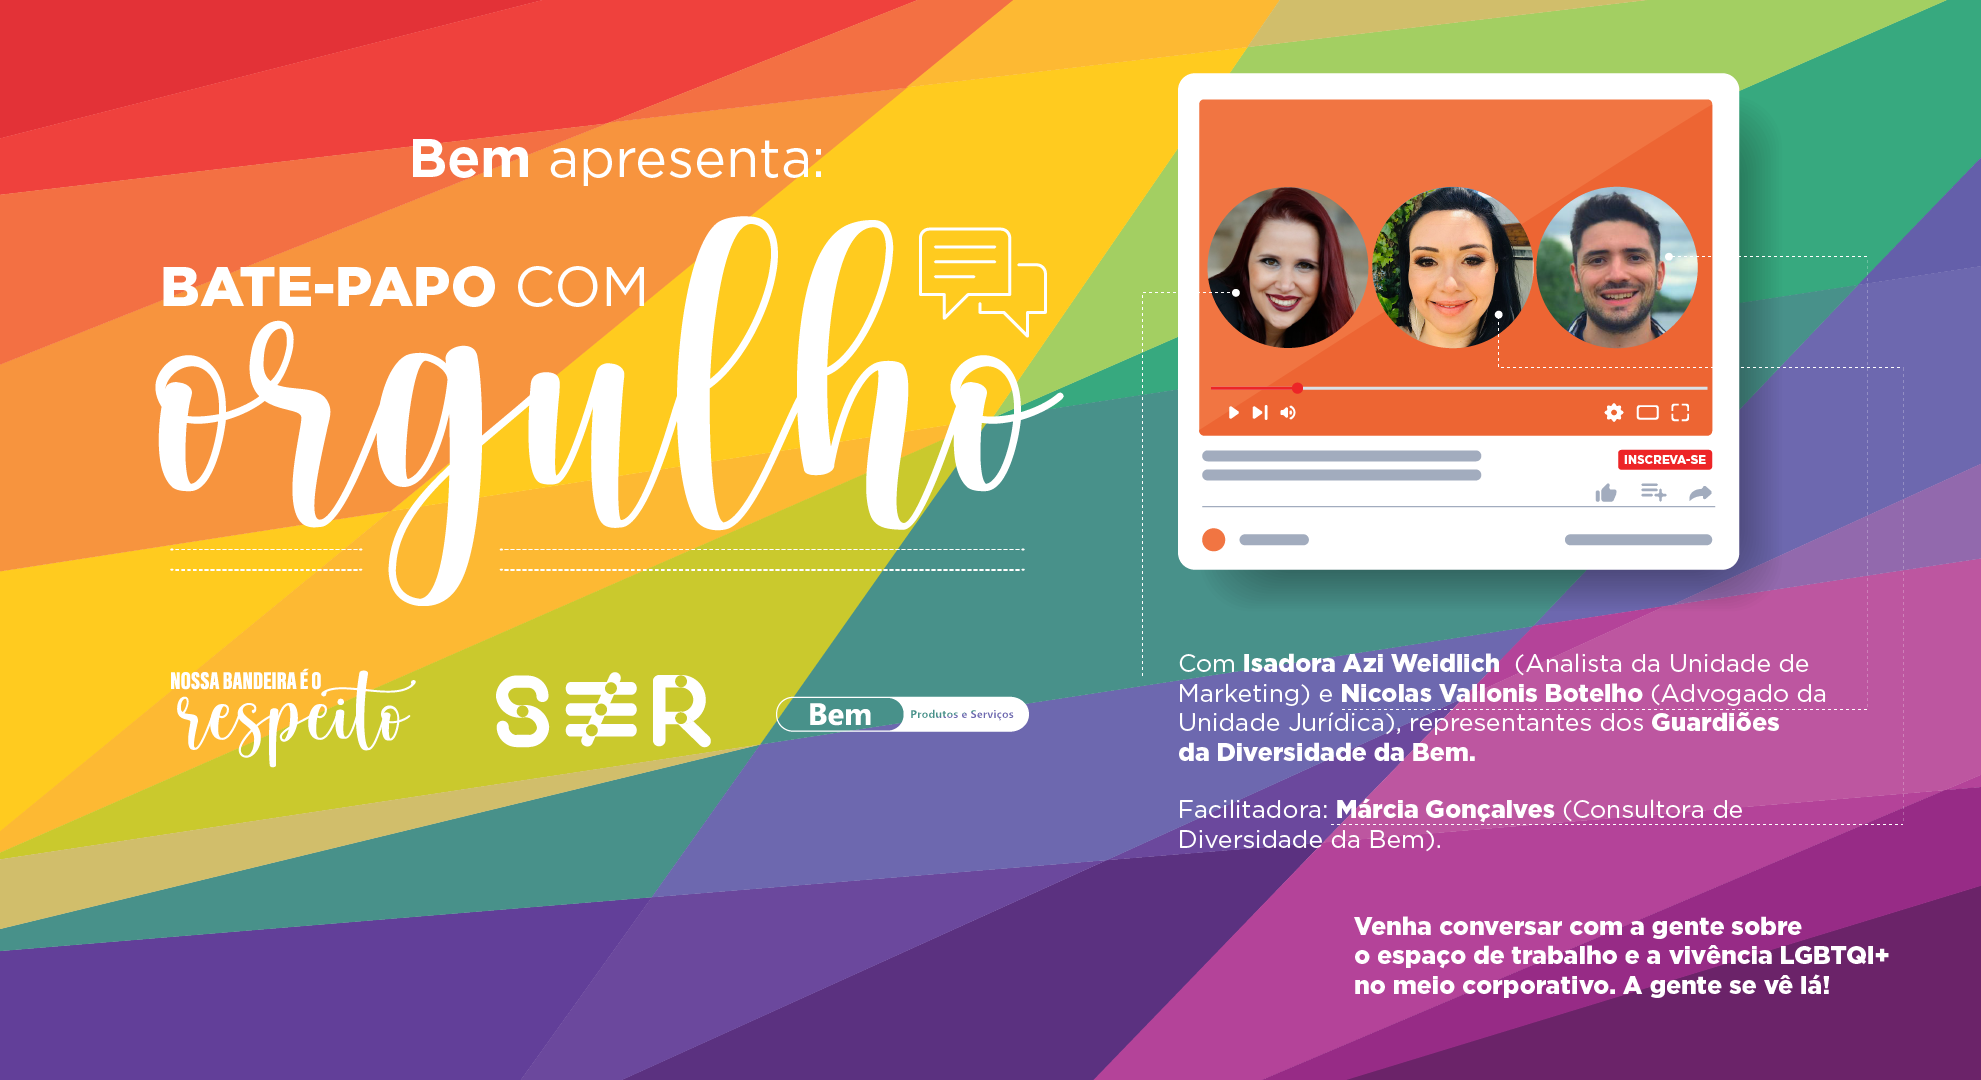 Bem apresenta:
BATE-PAPO COM
orgulho
NOSSA BANDEIRA É O
respeito
SER
Bem Produtos e Serviços
INSCREVA-SE
Com Isadora Azi Weidlich (Analista da Unidade de
Marketing) e Nicolas Vallonis Botelho (Advogado da
Unidade Jurídica), representantes dos Guardiões
da Diversidade da Bem.
Facilitadora: Márcia Gonçalves (Consultora de
Diversidade da Bem).
Venha conversar com a gente sobre
o espaço de trabalho e a vivência LGBTQI+
no meio corporativo. A gente se vê lá!